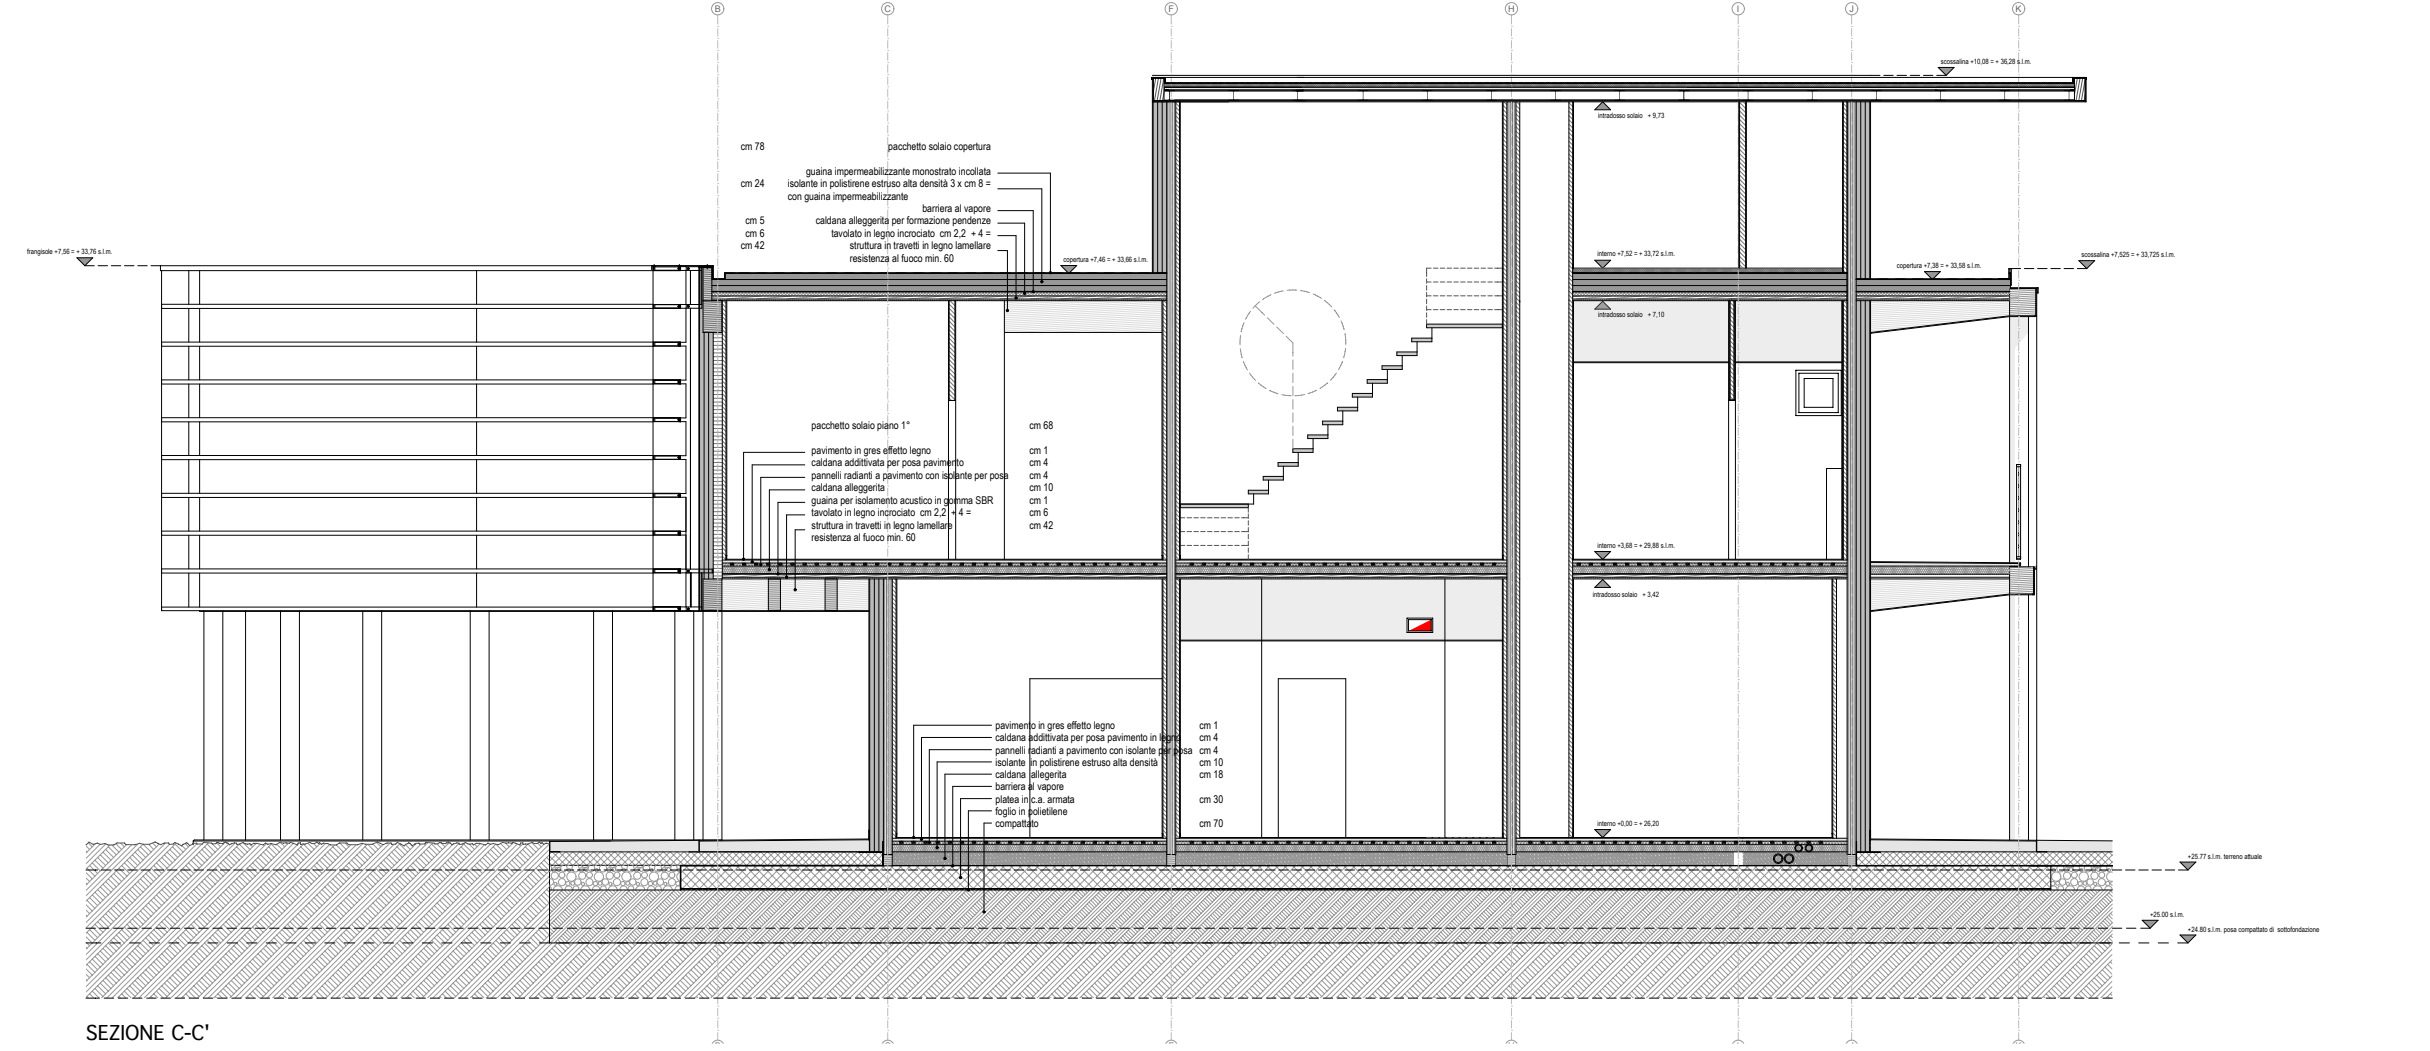 B C F H I J K
scossalina +10,08 = + 36,28 s.l.m.
intradosso solaio + 9,73
cm 78 pacchetto solaio copertura
guaina impermeabilizzante monostrato incollata
cm 24 isolante in polistirene estruso alta densità 3 x cm 8 =
con guaina impermeabilizzante
barriera al vapore
cm 5 caldana alleggerita per formazione pendenze
cm 6 tavolato in legno incrociato cm 2,2 + 4 =
cm 42 struttura in travetti in legno lamellare
resistenza al fuoco min. 60
frangisole +7,56 = + 33,76 s.l.m.
copertura +7,46 = + 33,66 s.l.m.
interno +7,52 = + 33,72 s.l.m.
copertura +7,38 = + 33,58 s.l.m.
scossalina +7,525 = + 33,725 s.l.m.
intradosso solaio + 7,10
pacchetto solaio piano 1° cm 68
pavimento in gres effetto legno cm 1
caldana addittivata per posa pavimento cm 4
pannelli radianti a pavimento con isolante per posa cm 4
caldana alleggerita cm 10
guaina per isolamento acustico in gomma SBR cm 1
tavolato in legno incrociato cm 2,2 + 4 = cm 6
struttura in travetti in legno lamellare cm 42
resistenza al fuoco min. 60
interno +3,68 = + 29,88 s.l.m.
intradosso solaio + 3,42
pavimento in gres effetto legno cm 1
caldana addittivata per posa pavimento in legno cm 4
pannelli radianti a pavimento con isolante per posa cm 4
isolante in polistirene estruso alta densità cm 10
caldana allegerita cm 18
barriera al vapore
platea in c.a. armata cm 30
foglio in polietilene
compattato cm 70
interno +0,00 = + 26,20
+25.77 s.l.m. terreno attuale
+25.00 s.l.m.
+24.80 s.l.m. posa compattato di sottofondazione
SEZIONE C-C'